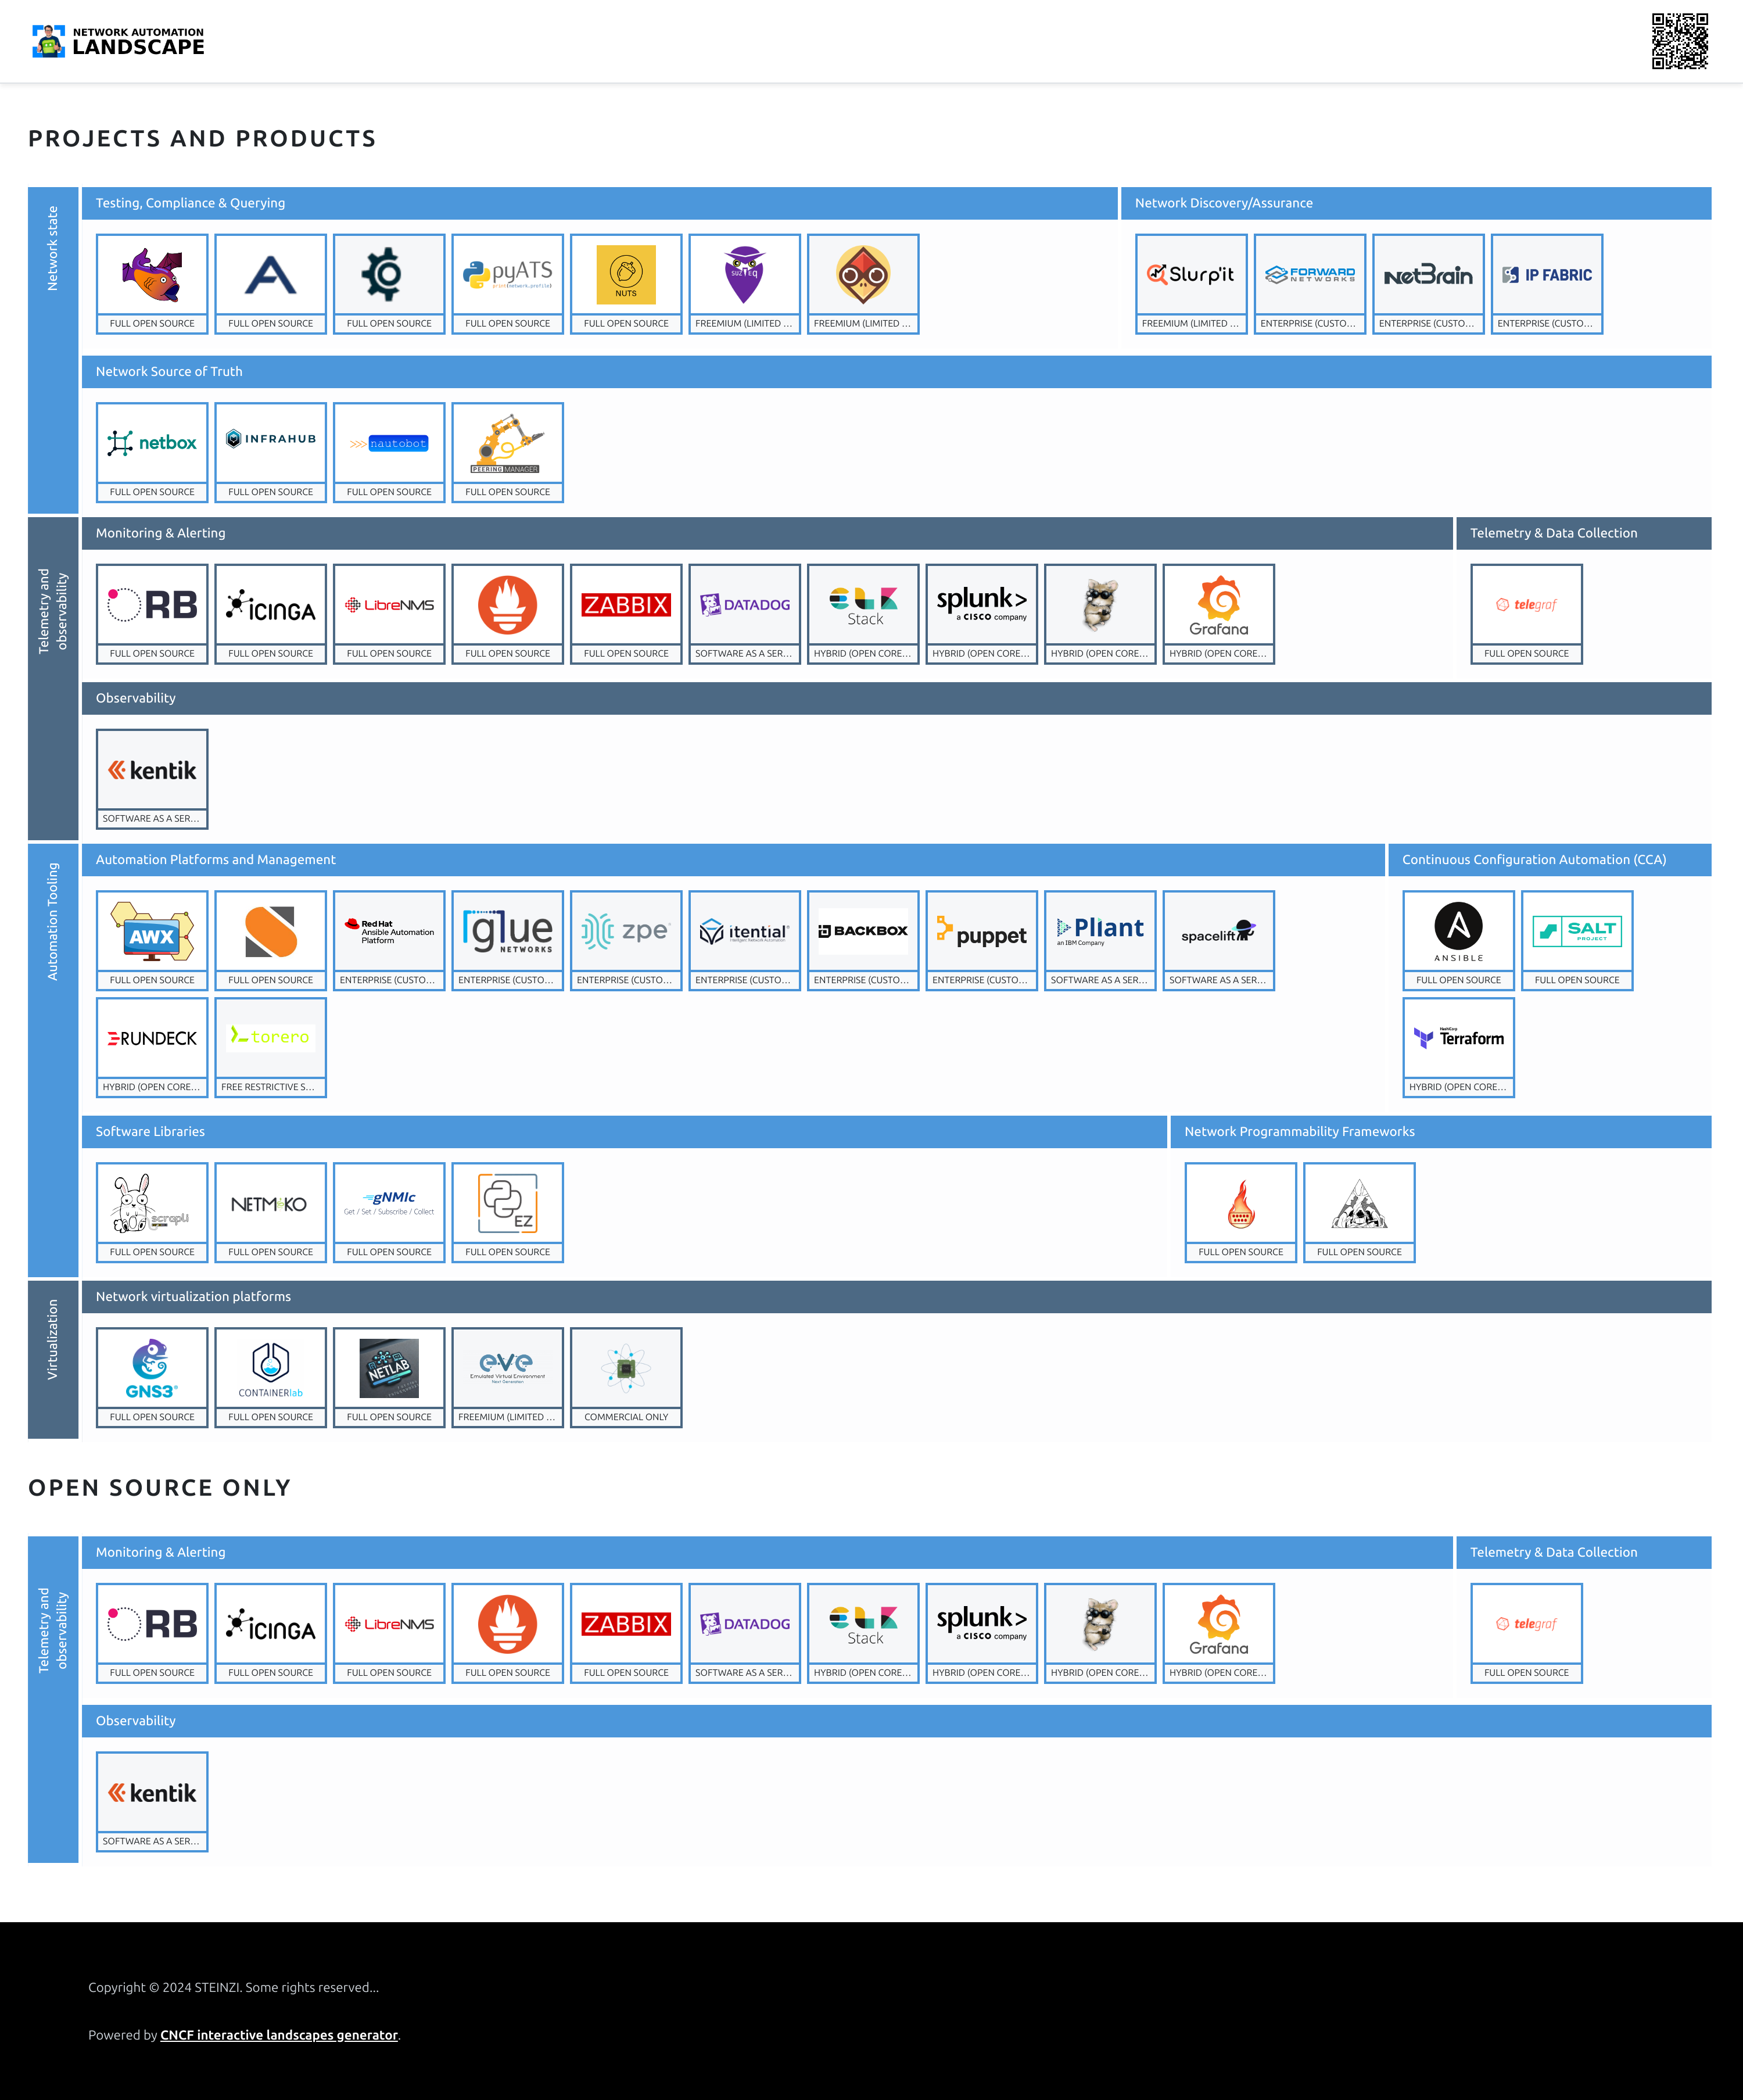 NETWORK AUTOMATION
LANDSCAPE
PROJECTS AND PRODUCTS
Network state
Testing, Compliance & Querying
pyATS
print(network_profile)
NUTS
SUZIEQ
FULL OPEN SOURCE
FULL OPEN SOURCE
FULL OPEN SOURCE
FULL OPEN SOURCE
FULL OPEN SOURCE
FREEMIUM (LIMITED ...
FREEMIUM (LIMITED ...
Network Discovery/Assurance
Slurp'it
FORWARD
NETWORKS
NetBrain
IP FABRIC
FREEMIUM (LIMITED ...
ENTERPRISE (CUSTO...
ENTERPRISE (CUSTO...
ENTERPRISE (CUSTO...
Network Source of Truth
netbox
INFRAHUB
>>> nautobot
PEERING MANAGER
FULL OPEN SOURCE
FULL OPEN SOURCE
FULL OPEN SOURCE
FULL OPEN SOURCE
Telemetry and
observability
Monitoring & Alerting
ORB
iCINGA
LibreNMS
ZABBIX
DATADOG
ELK
Stack
splunk>
a CISCO company
Grafana
FULL OPEN SOURCE
FULL OPEN SOURCE
FULL OPEN SOURCE
FULL OPEN SOURCE
FULL OPEN SOURCE
SOFTWARE AS A SER...
HYBRID (OPEN CORE...
HYBRID (OPEN CORE...
HYBRID (OPEN CORE...
HYBRID (OPEN CORE...
Telemetry & Data Collection
telegraf
FULL OPEN SOURCE
Observability
kentik
SOFTWARE AS A SER...
Automation Tooling
Automation Platforms and Management
AWX
Red Hat
Ansible Automation
Platform
glue
NETWORKS
zpe
itential
Intelligent Network Automation
BACKBOX
puppet
Pliant
an IBM Company
spacelift
FULL OPEN SOURCE
FULL OPEN SOURCE
ENTERPRISE (CUSTO...
ENTERPRISE (CUSTO...
ENTERPRISE (CUSTO...
ENTERPRISE (CUSTO...
ENTERPRISE (CUSTO...
ENTERPRISE (CUSTO...
SOFTWARE AS A SER...
SOFTWARE AS A SER...
RUNDECK
torero
HYBRID (OPEN CORE...
FREE RESTRICTIVE S...
Continuous Configuration Automation (CCA)
ANSIBLE
SALT
PROJECT
FULL OPEN SOURCE
FULL OPEN SOURCE
HashiCorp
Terraform
HYBRID (OPEN CORE...
Software Libraries
scrapli
NETMIKO
gNMIc
Get / Set / Subscribe / Collect
EZ
FULL OPEN SOURCE
FULL OPEN SOURCE
FULL OPEN SOURCE
FULL OPEN SOURCE
Network Programmability Frameworks
FULL OPEN SOURCE
FULL OPEN SOURCE
Virtualization
Network virtualization platforms
GNS3
CONTAINERlab
NETLAB
eve
Emulated Virtual Environment
Next Generation
FULL OPEN SOURCE
FULL OPEN SOURCE
FULL OPEN SOURCE
FREEMIUM (LIMITED ...
COMMERCIAL ONLY
OPEN SOURCE ONLY
Telemetry and
observability
Monitoring & Alerting
ORB
iCINGA
LibreNMS
ZABBIX
DATADOG
ELK
Stack
splunk>
a CISCO company
Grafana
FULL OPEN SOURCE
FULL OPEN SOURCE
FULL OPEN SOURCE
FULL OPEN SOURCE
FULL OPEN SOURCE
SOFTWARE AS A SER...
HYBRID (OPEN CORE...
HYBRID (OPEN CORE...
HYBRID (OPEN CORE...
HYBRID (OPEN CORE...
Telemetry & Data Collection
telegraf
FULL OPEN SOURCE
Observability
kentik
SOFTWARE AS A SER...
Copyright © 2024 STEINZI. Some rights reserved...
Powered by CNCF interactive landscapes generator.